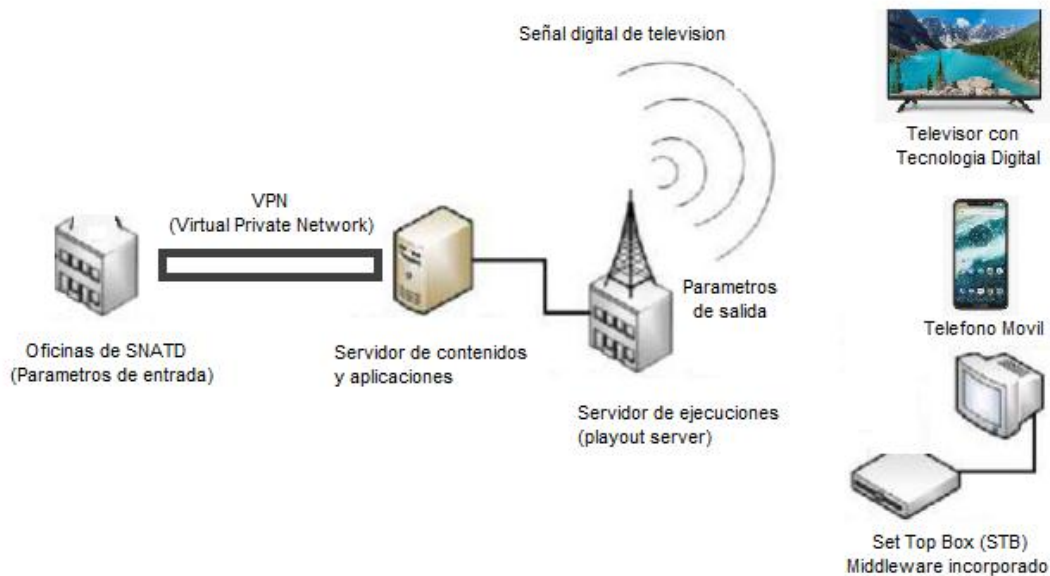 Señal digital de television
Televisor con
Tecnologia Digital
VPN
(Virtual Private Network)
Parametros
de salida
Telefono Movil
Oficinas de SNATD
(Parametros de entrada)
Servidor de contenidos
y aplicaciones
Servidor de ejecuciones
(playout server)
Set Top Box (STB)
Middleware incorporado